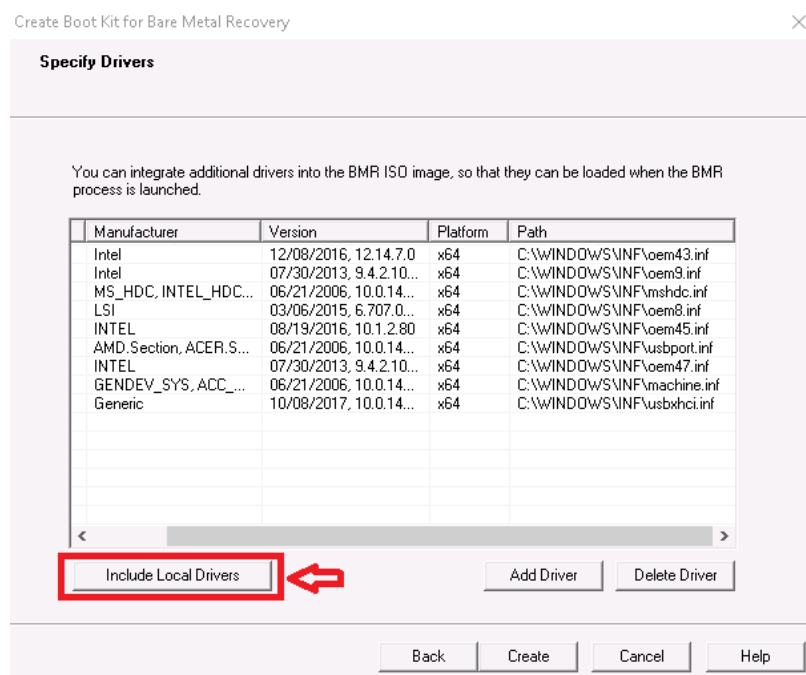 Create Boot Kit for Bare Metal Recovery
Specify Drivers
You can integrate additional drivers into the BMR ISO image, so that they can be loaded when the BMR
process is launched.
Manufacturer Version Platform Path
Intel 12/08/2016, 12.14.7.0 x64 C:\WINDOWS\INF\oem43.inf
Intel 07/30/2013, 9.4.2.10... x64 C:\WINDOWS\INF\oem9.inf
MS_HDC, INTEL_HDC... 06/21/2006, 10.0.14... x64 C:\WINDOWS\INF\mshdc.inf
LSI 03/06/2015, 6.707.0... x64 C:\WINDOWS\INF\oem8.inf
INTEL 08/19/2016, 10.1.2.80 x64 C:\WINDOWS\INF\oem45.inf
AMD.Section, ACER.S... 06/21/2006, 10.0.14... x64 C:\WINDOWS\INF\usbport.inf
INTEL 07/30/2013, 9.4.2.10... x64 C:\WINDOWS\INF\oem47.inf
GENDEV_SYS, ACC_... 06/21/2006, 10.0.14... x64 C:\WINDOWS\INF\machine.inf
Generic 10/08/2017, 10.0.14... x64 C:\WINDOWS\INF\usbxhci.inf
Include Local Drivers Add Driver Delete Driver
Back Create Cancel Help